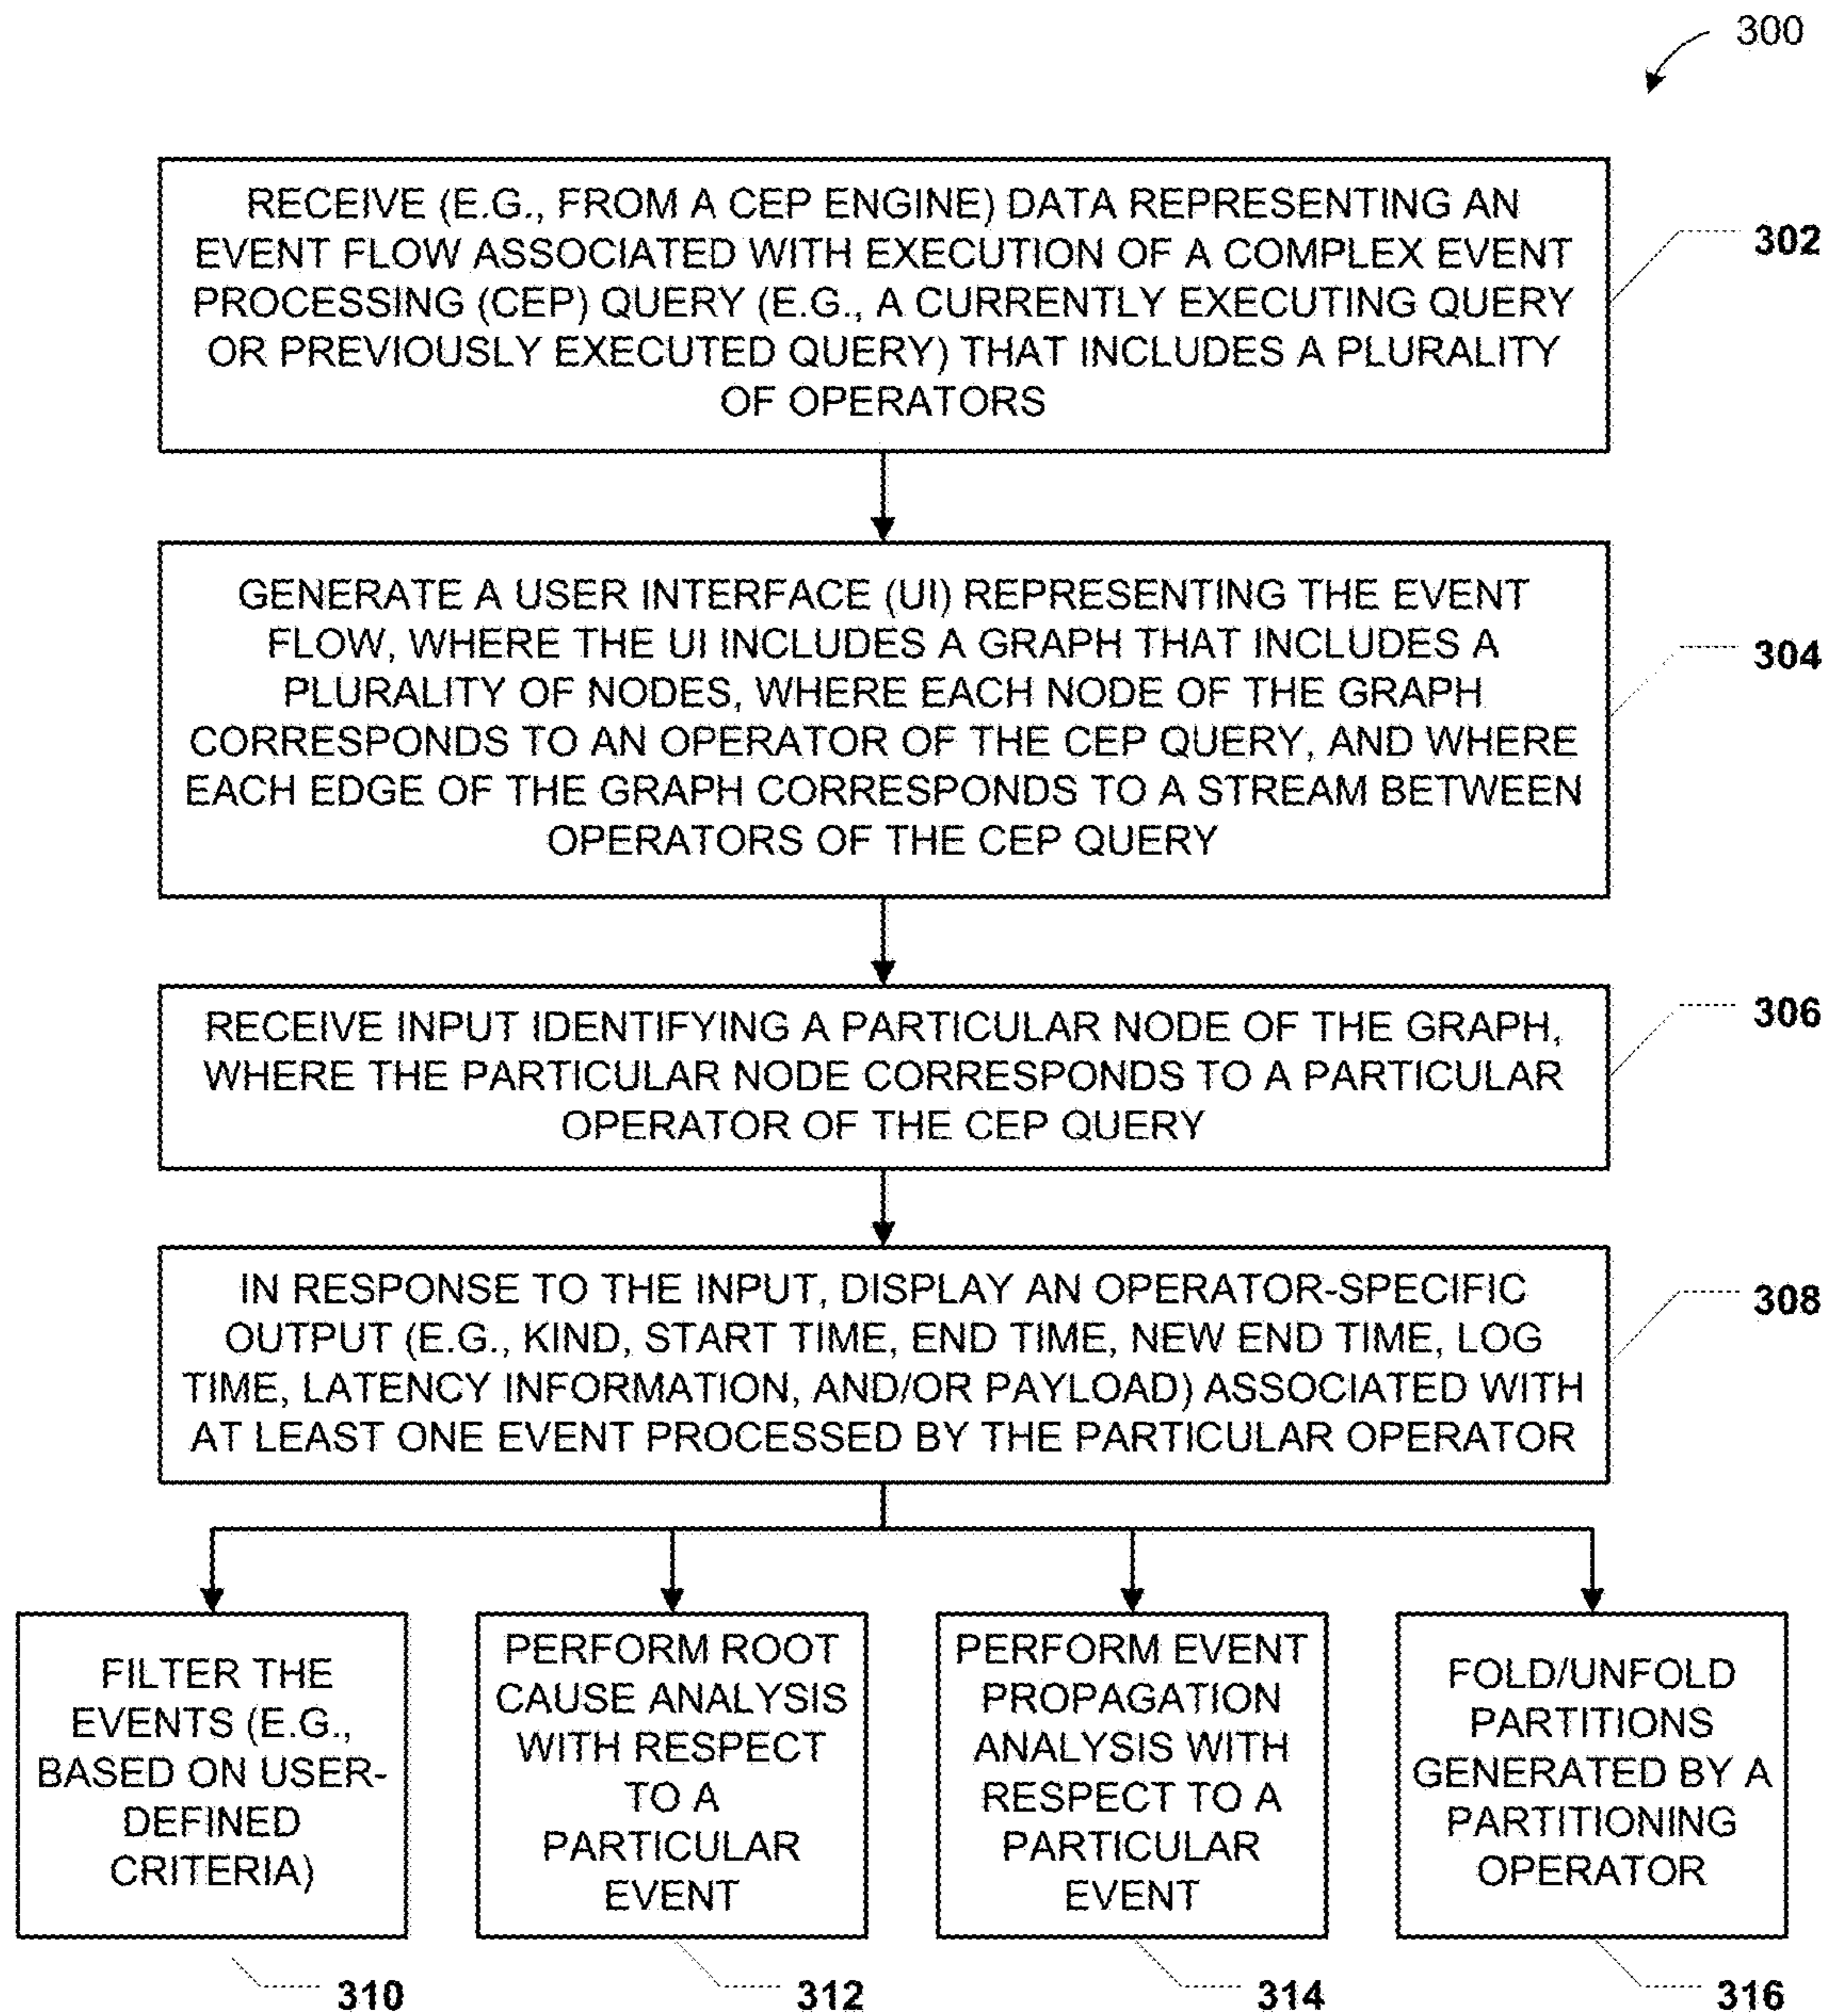 300
RECEIVE (E.G., FROM A CEP ENGINE) DATA REPRESENTING AN
EVENT FLOW ASSOCIATED WITH EXECUTION OF A COMPLEX EVENT
PROCESSING (CEP) QUERY (E.G., A CURRENTLY EXECUTING QUERY
OR PREVIOUSLY EXECUTED QUERY) THAT INCLUDES A PLURALITY
OF OPERATORS
302
GENERATE A USER INTERFACE (UI) REPRESENTING THE EVENT
FLOW, WHERE THE UI INCLUDES A GRAPH THAT INCLUDES A
PLURALITY OF NODES, WHERE EACH NODE OF THE GRAPH
CORRESPONDS TO AN OPERATOR OF THE CEP QUERY, AND WHERE
EACH EDGE OF THE GRAPH CORRESPONDS TO A STREAM BETWEEN
OPERATORS OF THE CEP QUERY
304
RECEIVE INPUT IDENTIFYING A PARTICULAR NODE OF THE GRAPH,
WHERE THE PARTICULAR NODE CORRESPONDS TO A PARTICULAR
OPERATOR OF THE CEP QUERY
306
IN RESPONSE TO THE INPUT, DISPLAY AN OPERATOR-SPECIFIC
OUTPUT (E.G., KIND, START TIME, END TIME, NEW END TIME, LOG
TIME, LATENCY INFORMATION, AND/OR PAYLOAD) ASSOCIATED WITH
AT LEAST ONE EVENT PROCESSED BY THE PARTICULAR OPERATOR
308
FILTER THE
EVENTS (E.G.,
BASED ON USER-
DEFINED
CRITERIA)
310
PERFORM ROOT
CAUSE ANALYSIS
WITH RESPECT
TO A
PARTICULAR
EVENT
312
PERFORM EVENT
PROPAGATION
ANALYSIS WITH
RESPECT TO A
PARTICULAR
EVENT
314
FOLD/UNFOLD
PARTITIONS
GENERATED BY A
PARTITIONING
OPERATOR
316